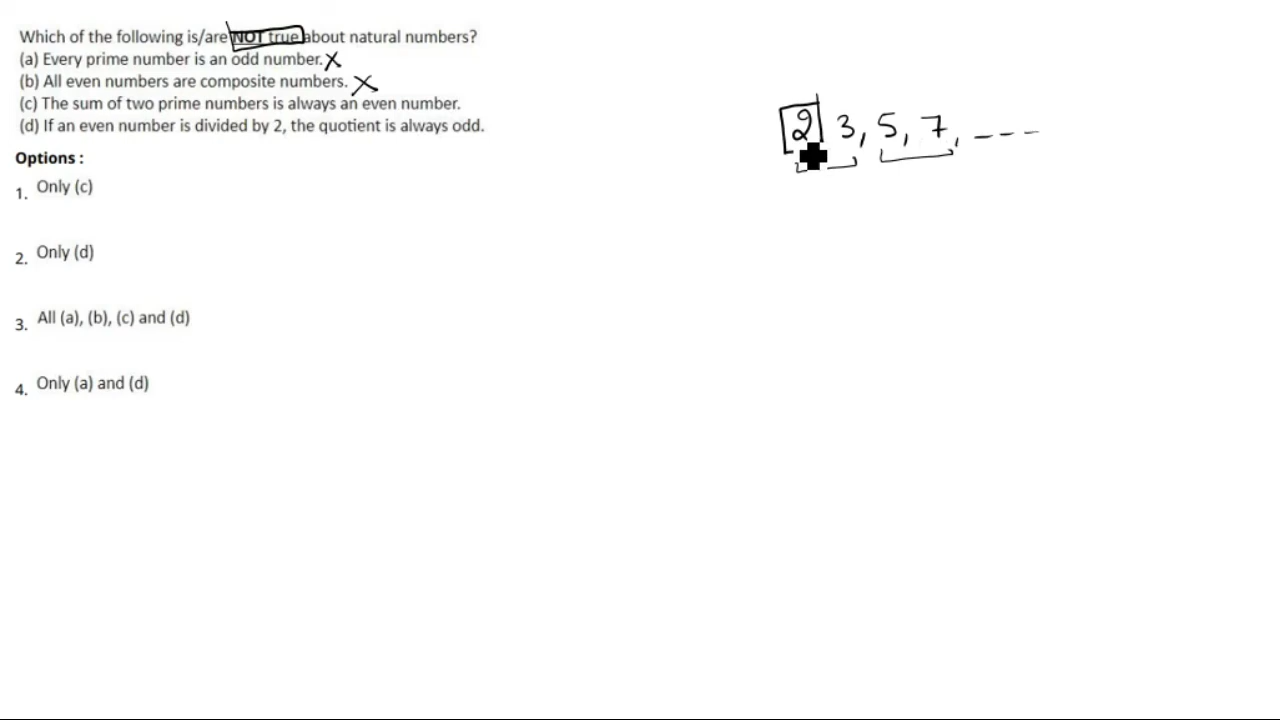 Which of the following is/are NOT true about natural numbers?
(a) Every prime number is an odd number. X
(b) All even numbers are composite numbers. X
(c) The sum of two prime numbers is always an even number.
(d) If an even number is divided by 2, the quotient is always odd.
2 3, 5, 7, ---
Options :
1. Only (c)
2. Only (d)
3. All (a), (b), (c) and (d)
4. Only (a) and (d)